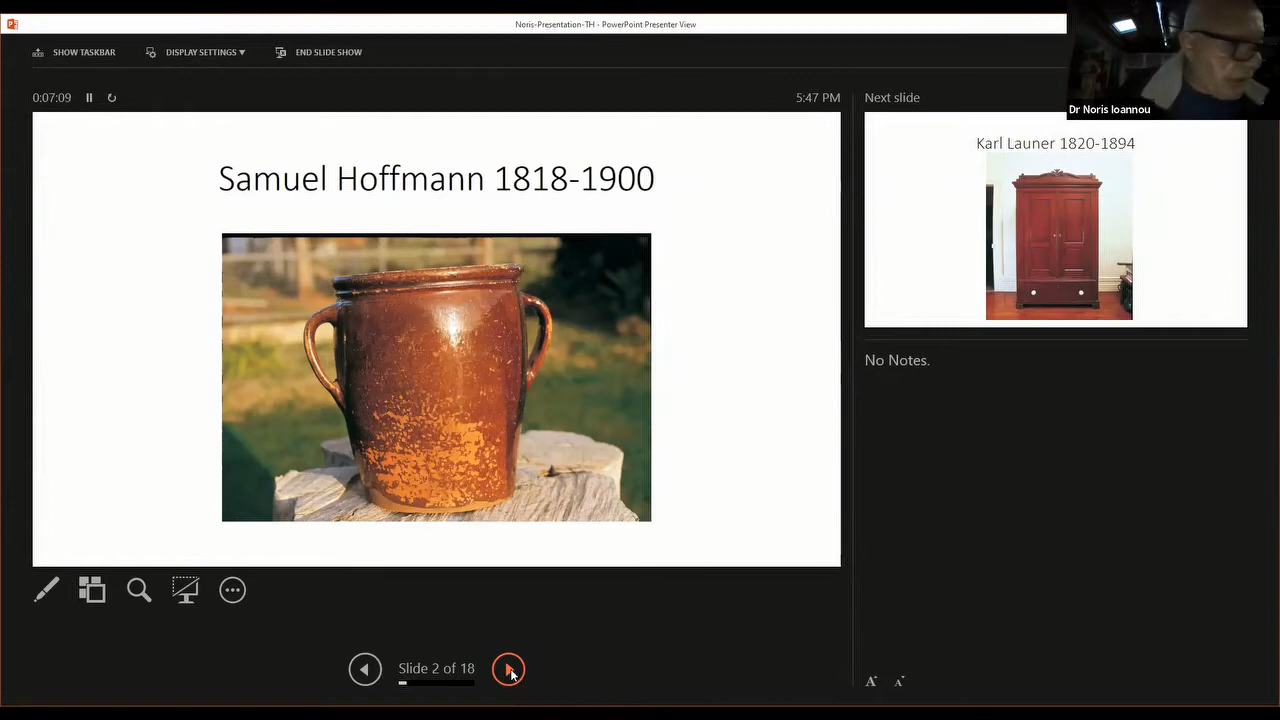 Noris-Presentation-TH - PowerPoint Presenter View
SHOW TASKBAR
DISPLAY SETTINGS ▾
END SLIDE SHOW
0:07:09
5:47 PM
Next slide
Dr Noris Ioannou
Samuel Hoffmann 1818-1900
Karl Launer 1820-1894
No Notes.
Slide 2 of 18
A A